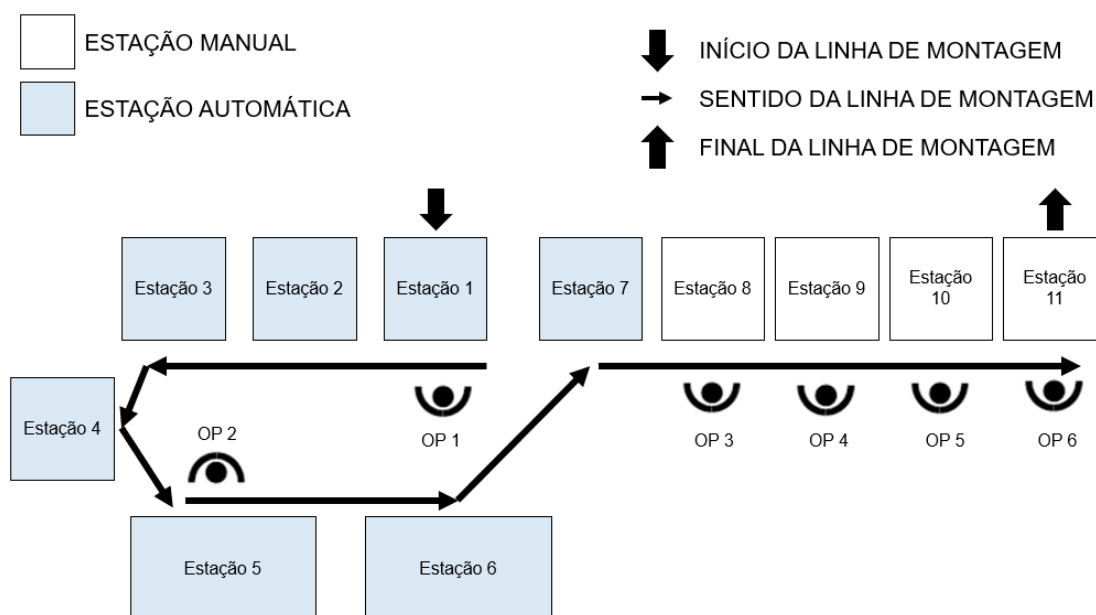 ESTAÇÃO MANUAL
ESTAÇÃO AUTOMÁTICA
INÍCIO DA LINHA DE MONTAGEM
SENTIDO DA LINHA DE MONTAGEM
FINAL DA LINHA DE MONTAGEM
Estação 3
Estação 2
Estação 1
Estação 7
Estação 8
Estação 9
Estação
10
Estação
11
Estação 4
OP 2
OP 1
OP 3
OP 4
OP 5
OP 6
Estação 5
Estação 6